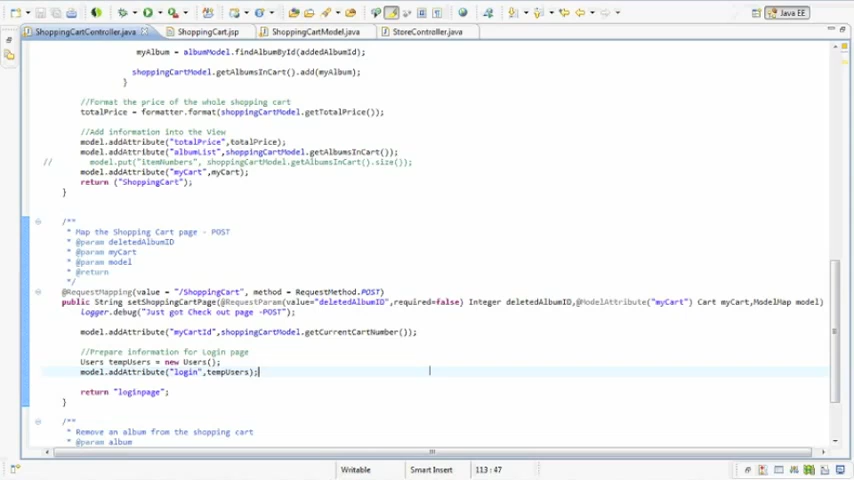 Java EE
ShoppingCartController.java ShoppingCart.jsp ShoppingCartModel.java StoreController.java
myAlbum = albumModel.findAlbumById(addedAlbumId);
shoppingCartModel.getAlbumsInCart().add(myAlbum);
}
//Format the price of the whole shopping cart
totalPrice = formatter.format(shoppingCartModel.getTotalPrice());
//Add information into the View
model.addAttribute("totalPrice",totalPrice);
model.addAttribute("albumList",shoppingCartModel.getAlbumsInCart());
// model.put("itemNumbers", shoppingCartModel.getAlbumsInCart().size());
model.addAttribute("myCart",myCart);
return ("ShoppingCart");
}
/**
* Map the Shopping Cart page - POST
* @param deletedAlbumID
* @param myCart
* @param model
* @return
*/
@RequestMapping(value = "/ShoppingCart", method = RequestMethod.POST)
public String setShoppingCartPage(@RequestParam(value="deletedAlbumID",required=false) Integer deletedAlbumID,@ModelAttribute("myCart") Cart myCart,ModelMap model)
Logger.debug("Just got Check out page -POST");
model.addAttribute("myCartId",shoppingCartModel.getCurrentCartNumber());
//Prepare information for Login page
Users tempUsers = new Users();
model.addAttribute("login",tempUsers);
return "loginpage";
}
/**
* Remove an album from the shopping cart
* @param album
Writable Smart Insert 113 : 47